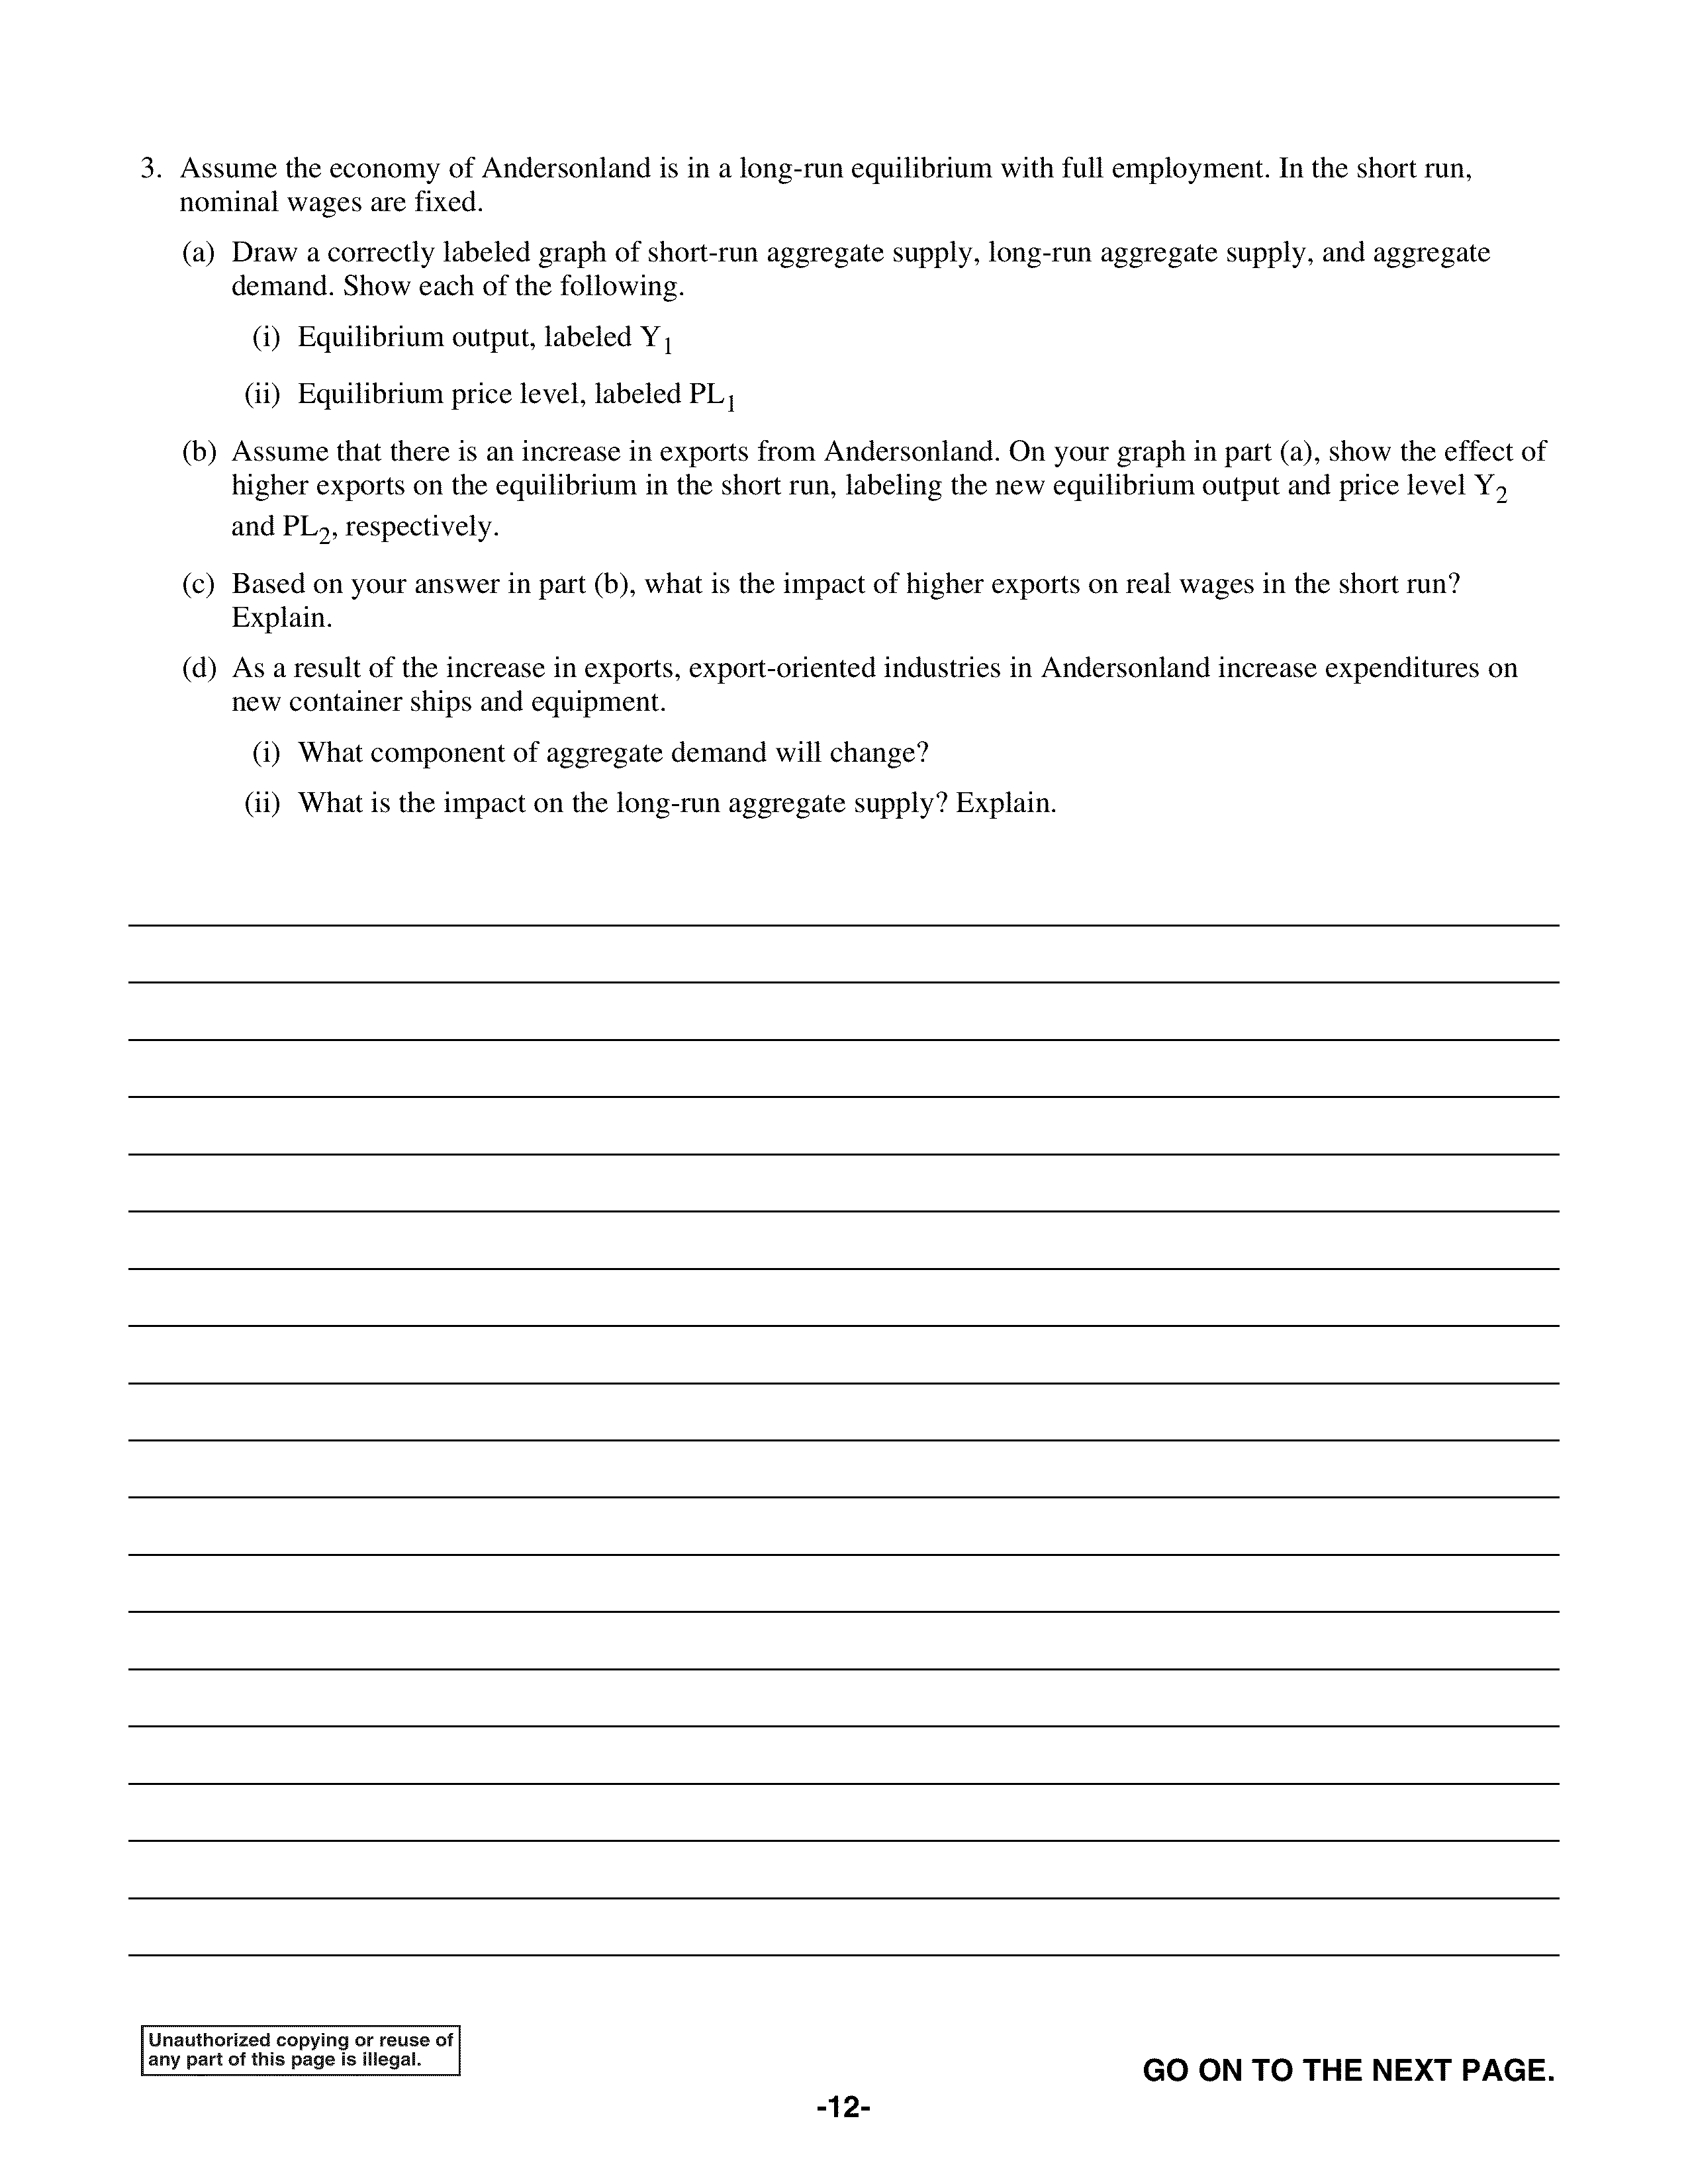 3. Assume the economy of Andersonland is in a long-run equilibrium with full employment. In the short run,
nominal wages are fixed.
(a) Draw a correctly labeled graph of short-run aggregate supply, long-run aggregate supply, and aggregate
demand. Show each of the following.
(i) Equilibrium output, labeled Y₁
(ii) Equilibrium price level, labeled PL₁
(b) Assume that there is an increase in exports from Andersonland. On your graph in part (a), show the effect of
higher exports on the equilibrium in the short run, labeling the new equilibrium output and price level Y₂
and PL₂, respectively.
(c) Based on your answer in part (b), what is the impact of higher exports on real wages in the short run?
Explain.
(d) As a result of the increase in exports, export-oriented industries in Andersonland increase expenditures on
new container ships and equipment.
(i) What component of aggregate demand will change?
(ii) What is the impact on the long-run aggregate supply? Explain.
Unauthorized copying or reuse of
any part of this page is illegal.
GO ON TO THE NEXT PAGE.
-12-